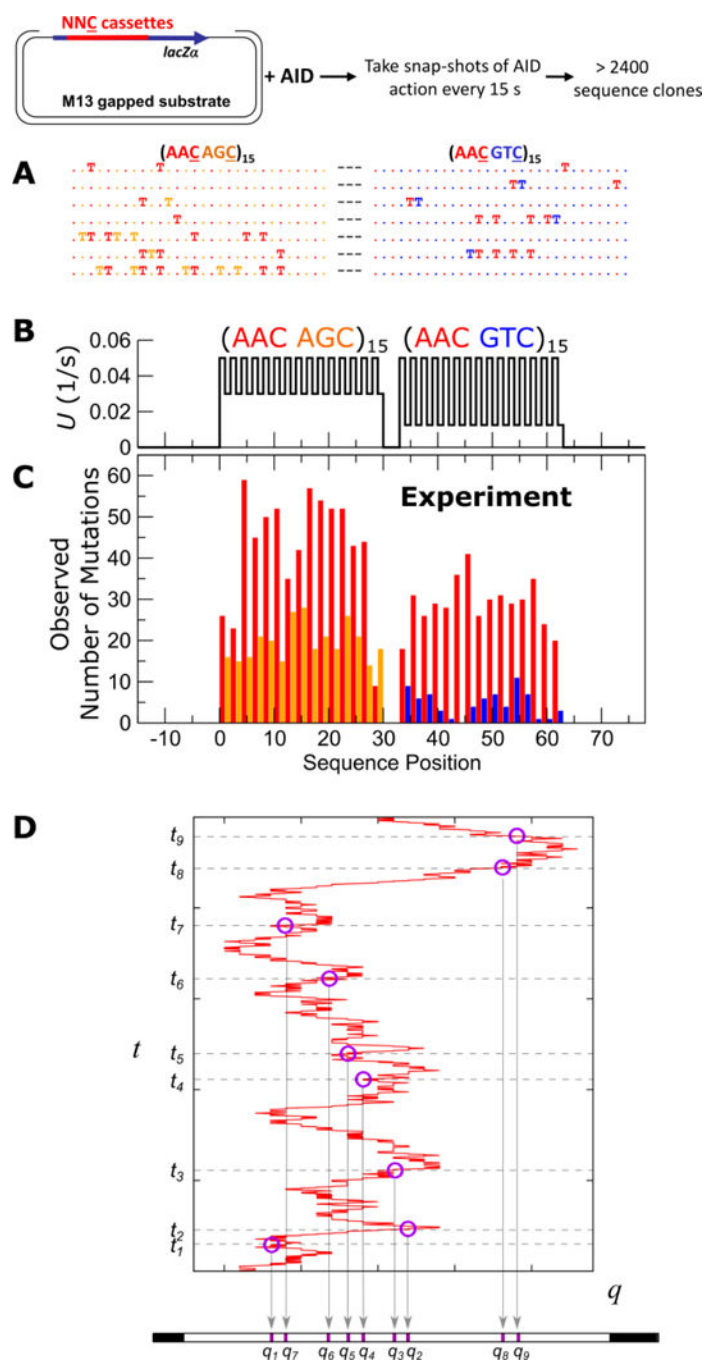 NNC cassettes
lacZα
M13 gapped substrate
+ AID
Take snap-shots of AID
action every 15 s
> 2400
sequence clones
A
(AAC AGC)15
(AAC GTC)15
T T T
T T T
T T T T
T T T T T T
T T T T T T T T
T T T T T T T T T
T T T T T T T T T T T
B
(AAC AGC)15
(AAC GTC)15
U (1/s)
0.06
0.04
0.02
0
C
Experiment
Observed
Number of Mutations
60
50
40
30
20
10
0
-10 0 10 20 30 40 50 60 70
Sequence Position
D
t9
t8
t7
t6
t5
t4
t3
t2
t1
t
q
q1 q7 q6 q5 q4 q3 q2 q8 q9